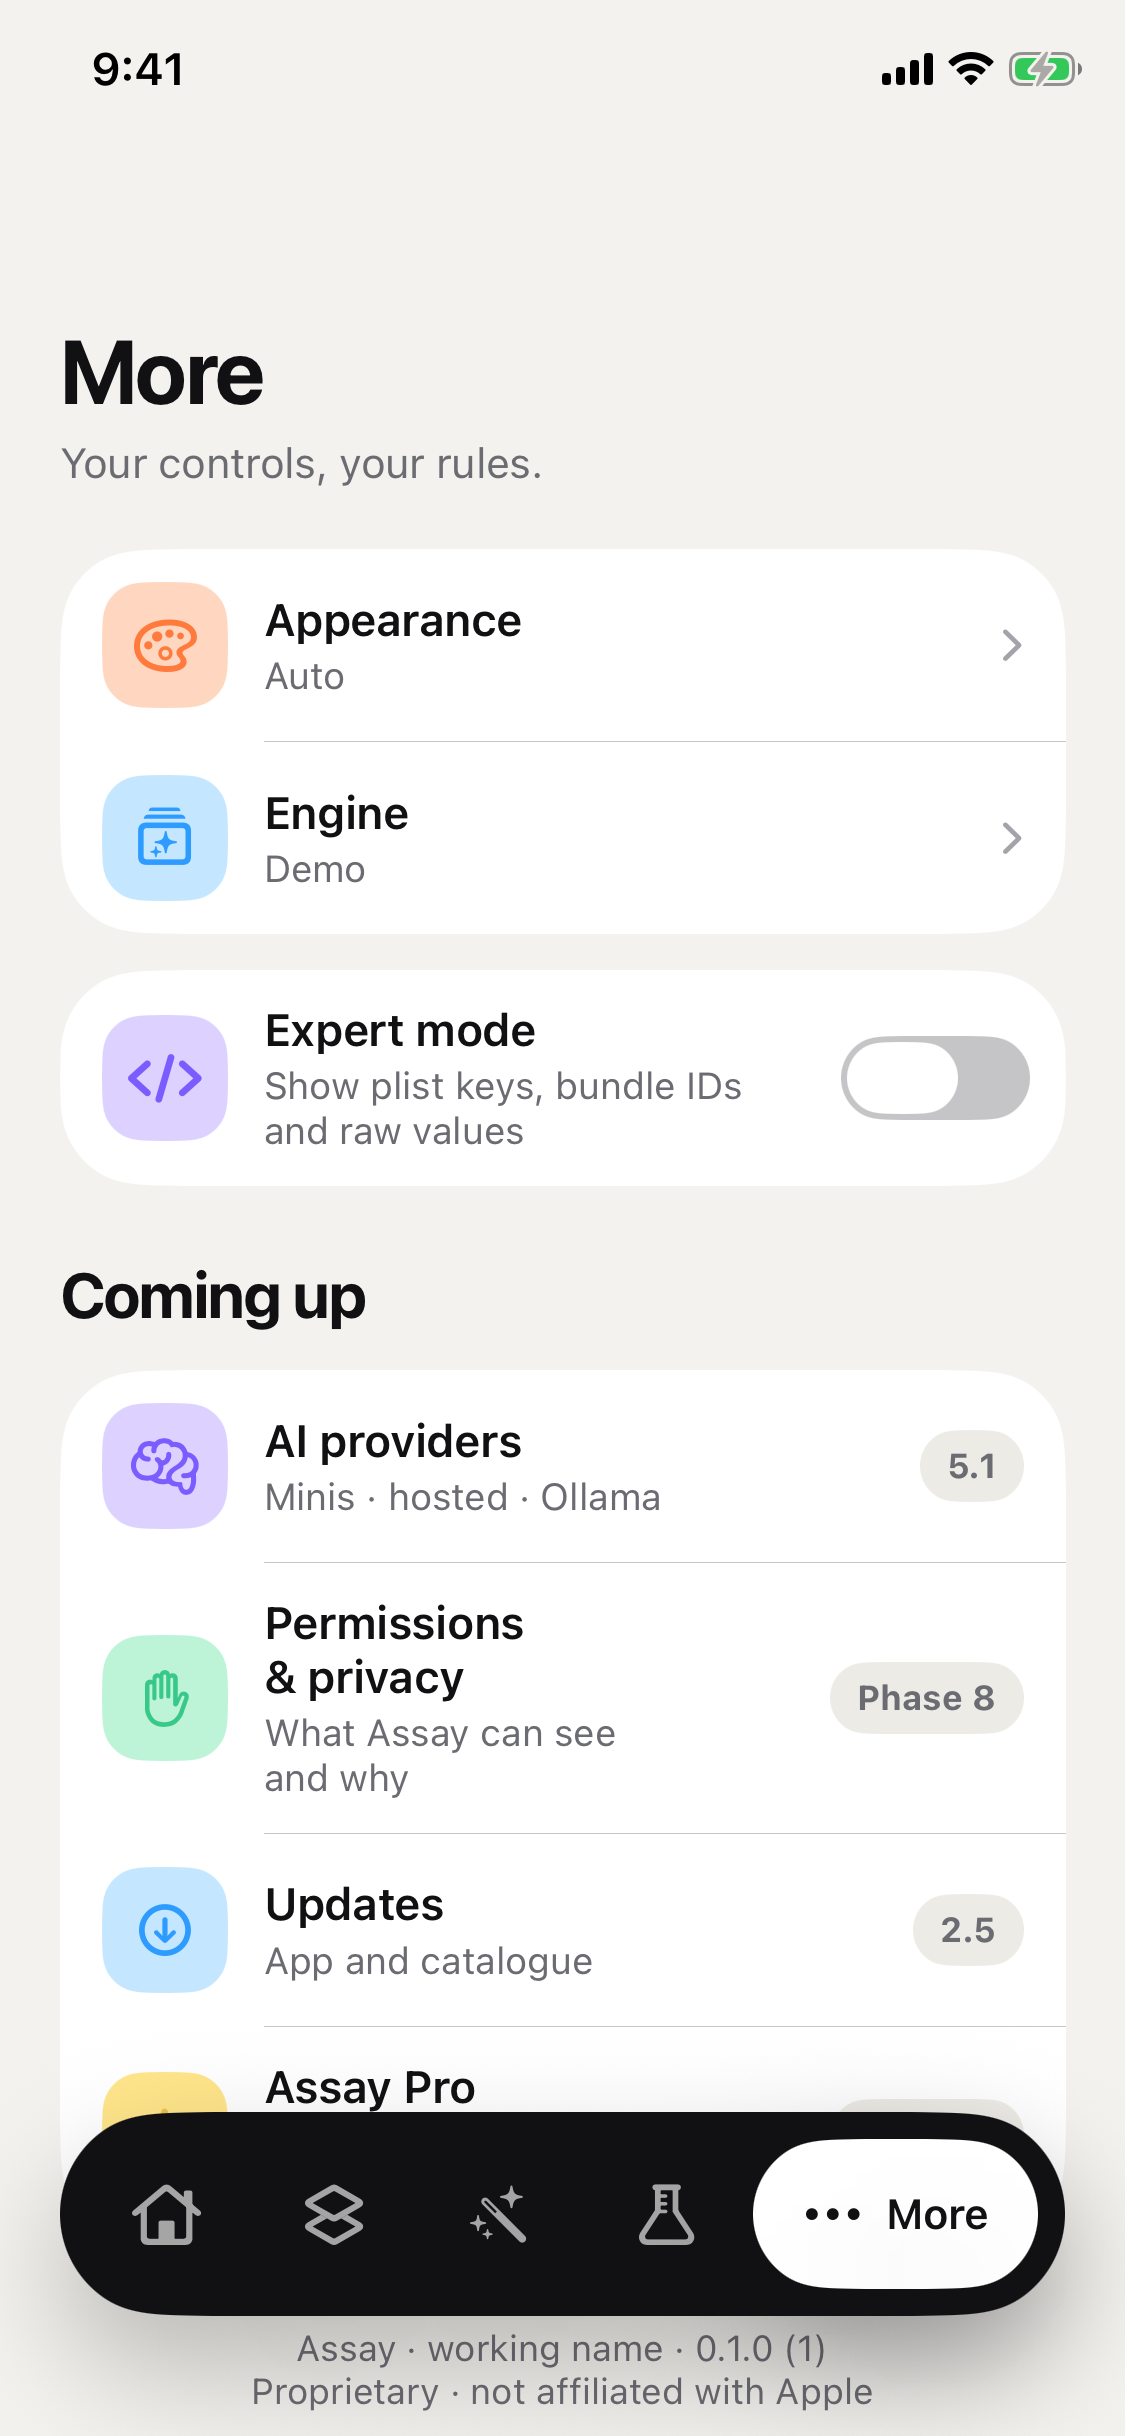 9:41
More
Your controls, your rules.
Appearance
Auto
Engine
Demo
Expert mode
Show plist keys, bundle IDs
and raw values
Coming up
AI providers
Minis · hosted · Ollama
5.1
Permissions
& privacy
What Assay can see
and why
Phase 8
Updates
App and catalogue
2.5
Assay Pro
More
Assay · working name · 0.1.0 (1)
Proprietary · not affiliated with Apple